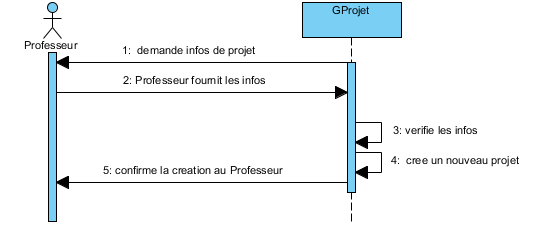 GProjet
Professeur
1: demande infos de projet
2: Professeur fournit les infos
3: verifie les infos
4: cree un nouveau projet
5: confirme la creation au Professeur